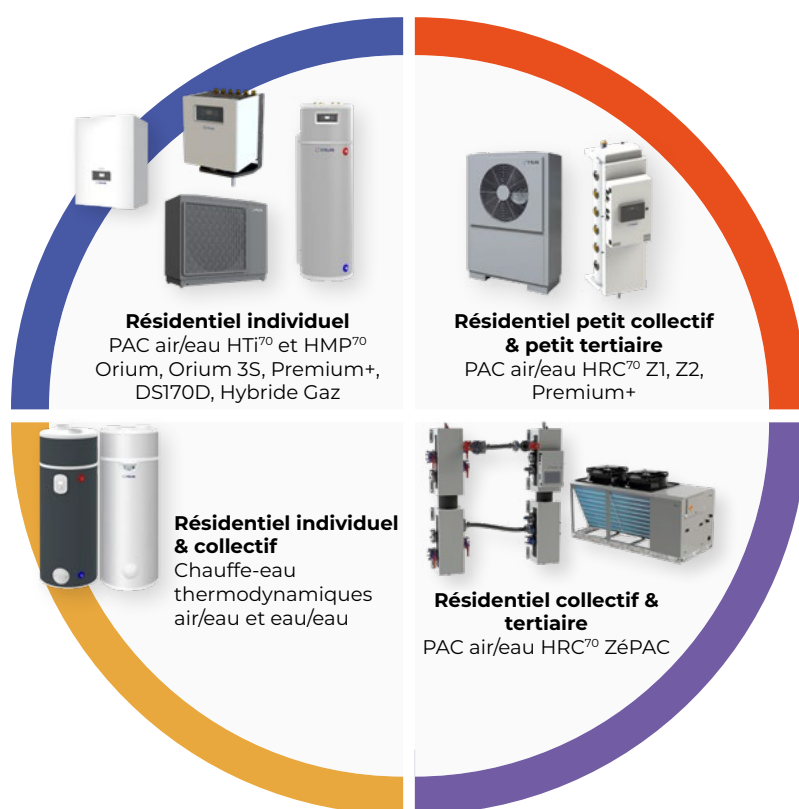 Résidentiel individuel
PAC air/eau HTi⁷⁰ et HMP⁷⁰
Orium, Orium 3S, Premium+,
DS170D, Hybride Gaz
Résidentiel petit collectif
& petit tertiaire
PAC air/eau HRC⁷⁰ Z1, Z2,
Premium+
Résidentiel individuel
& collectif
Chauffe-eau
thermodynamiques
air/eau et eau/eau
Résidentiel collectif &
tertiaire
PAC air/eau HRC⁷⁰ ZéPAC